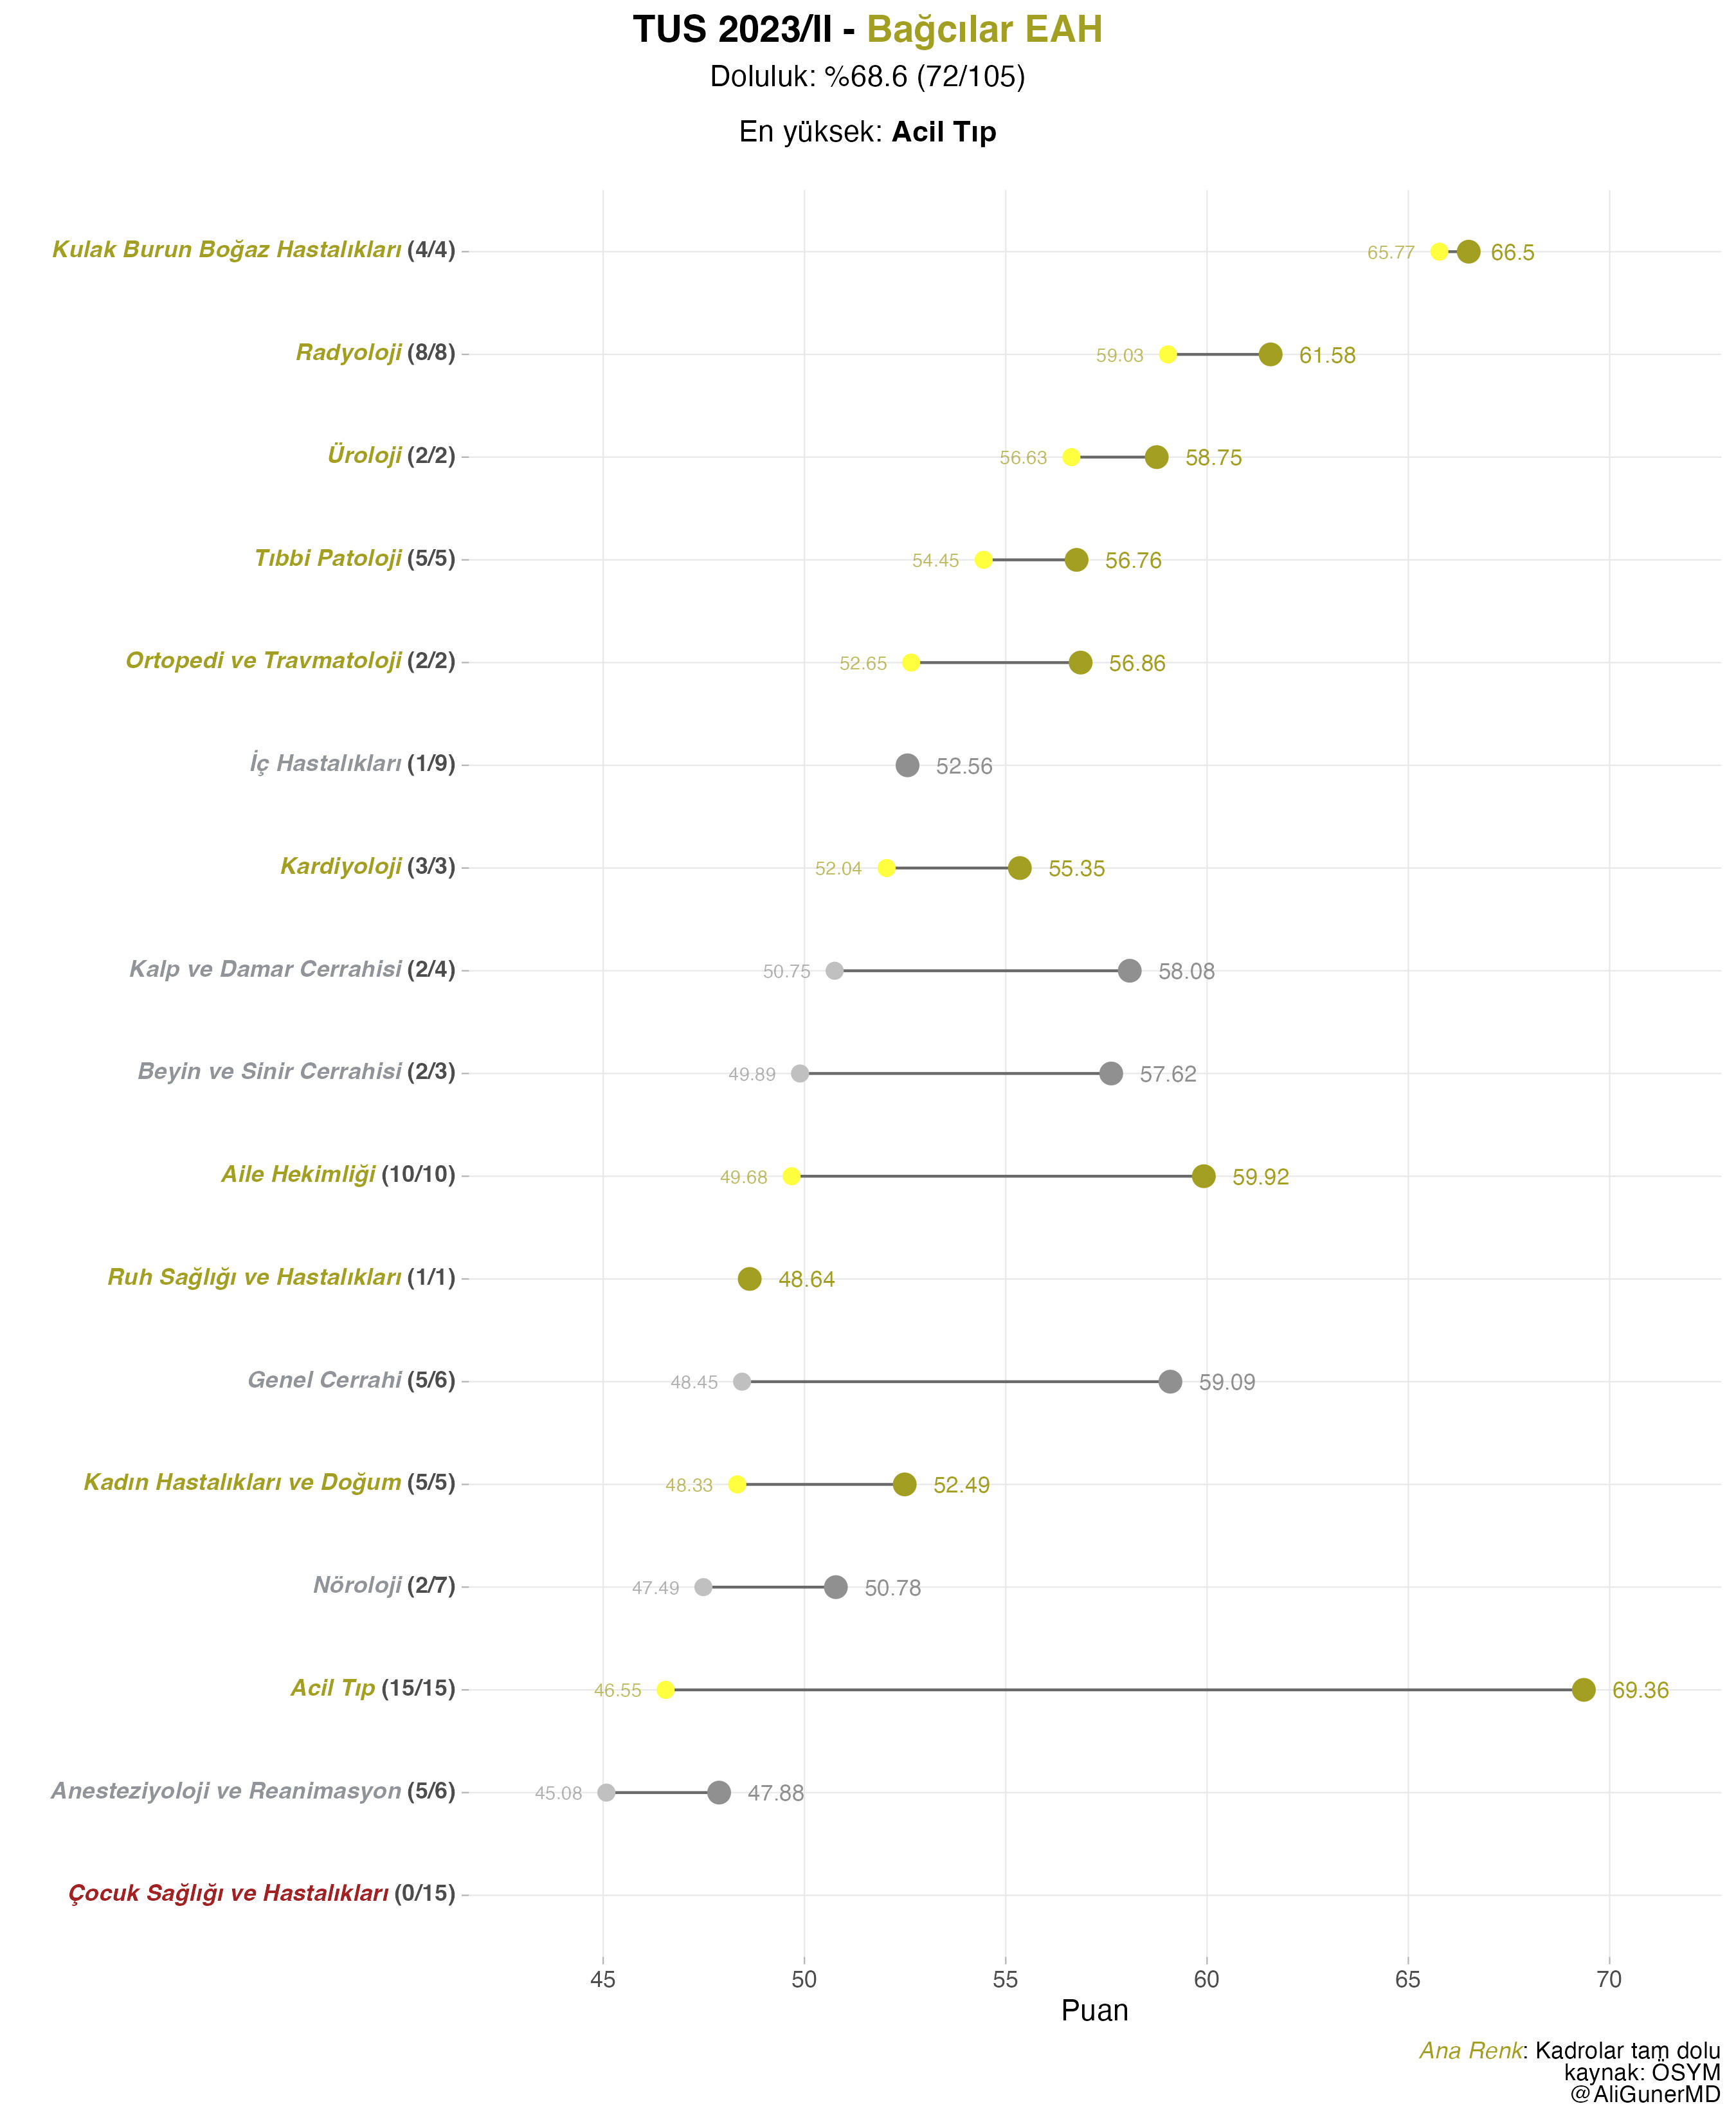 TUS 2023/II - Bağcılar EAH
Doluluk: %68.6 (72/105)
En yüksek: Acil Tıp
Kulak Burun Boğaz Hastalıkları (4/4) 65.77 66.5
Radyoloji (8/8) 59.03 61.58
Üroloji (2/2) 56.63 58.75
Tıbbi Patoloji (5/5) 54.45 56.76
Ortopedi ve Travmatoloji (2/2) 52.65 56.86
İç Hastalıkları (1/9) 52.56
Kardiyoloji (3/3) 52.04 55.35
Kalp ve Damar Cerrahisi (2/4) 50.75 58.08
Beyin ve Sinir Cerrahisi (2/3) 49.89 57.62
Aile Hekimliği (10/10) 49.68 59.92
Ruh Sağlığı ve Hastalıkları (1/1) 48.64
Genel Cerrahi (5/6) 48.45 59.09
Kadın Hastalıkları ve Doğum (5/5) 48.33 52.49
Nöroloji (2/7) 47.49 50.78
Acil Tıp (15/15) 46.55 69.36
Anesteziyoloji ve Reanimasyon (5/6) 45.08 47.88
Çocuk Sağlığı ve Hastalıkları (0/15)
45 50 55 60 65 70
Puan
Ana Renk: Kadrolar tam dolu
kaynak: ÖSYM
@AliGunerMD